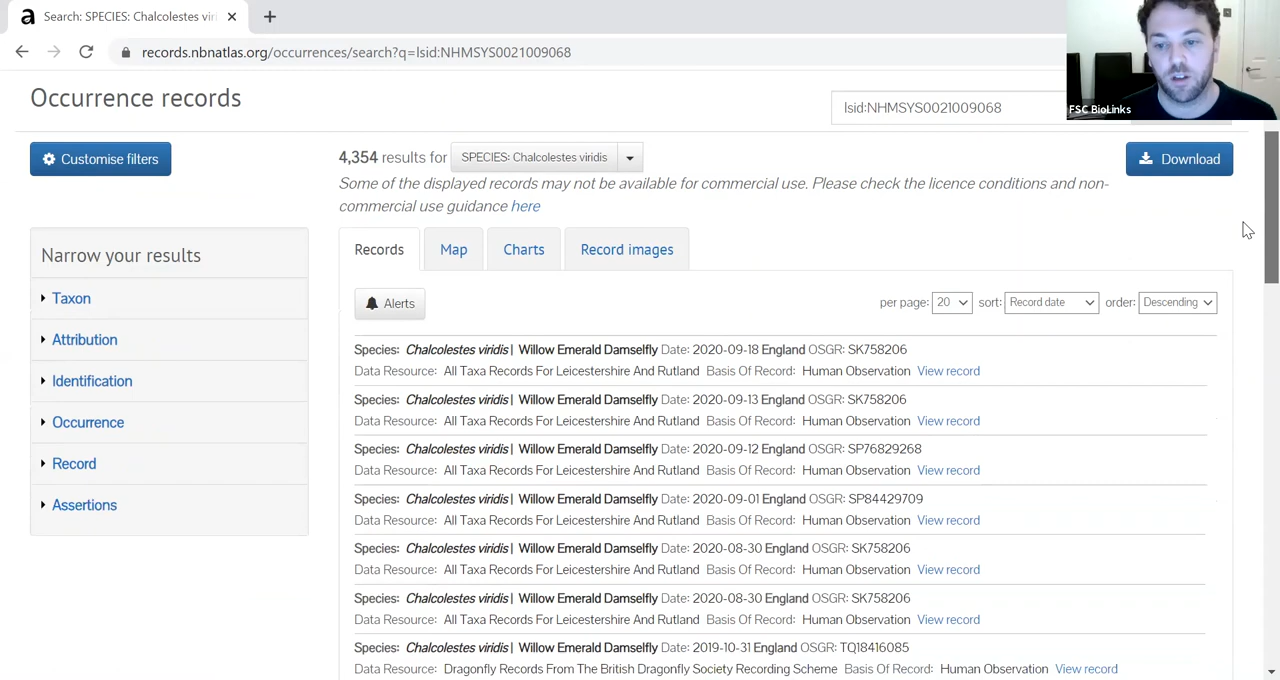 Search: SPECIES: Chalcolestes viri
records.nbnatlas.org/occurrences/search?q=lsid:NHMSYS0021009068
FSC BioLinks
Occurrence records
lsid:NHMSYS0021009068
Customise filters
4,354 results for SPECIES: Chalcolestes viridis
Download
Some of the displayed records may not be available for commercial use. Please check the licence conditions and non-
commercial use guidance here
Narrow your results
Taxon
Attribution
Identification
Occurrence
Record
Assertions
Records Map Charts Record images
Alerts
per page: 20 sort: Record date order: Descending
Species: Chalcolestes viridis | Willow Emerald Damselfly Date: 2020-09-18 England OSGR: SK758206
Data Resource: All Taxa Records For Leicestershire And Rutland Basis Of Record: Human Observation View record
Species: Chalcolestes viridis | Willow Emerald Damselfly Date: 2020-09-13 England OSGR: SK758206
Data Resource: All Taxa Records For Leicestershire And Rutland Basis Of Record: Human Observation View record
Species: Chalcolestes viridis | Willow Emerald Damselfly Date: 2020-09-12 England OSGR: SP76829268
Data Resource: All Taxa Records For Leicestershire And Rutland Basis Of Record: Human Observation View record
Species: Chalcolestes viridis | Willow Emerald Damselfly Date: 2020-09-01 England OSGR: SP84429709
Data Resource: All Taxa Records For Leicestershire And Rutland Basis Of Record: Human Observation View record
Species: Chalcolestes viridis | Willow Emerald Damselfly Date: 2020-08-30 England OSGR: SK758206
Data Resource: All Taxa Records For Leicestershire And Rutland Basis Of Record: Human Observation View record
Species: Chalcolestes viridis | Willow Emerald Damselfly Date: 2020-08-30 England OSGR: SK758206
Data Resource: All Taxa Records For Leicestershire And Rutland Basis Of Record: Human Observation View record
Species: Chalcolestes viridis | Willow Emerald Damselfly Date: 2019-10-31 England OSGR: TQ18416085
Data Resource: Dragonfly Records From The British Dragonfly Society Recording Scheme Basis Of Record: Human Observation View record